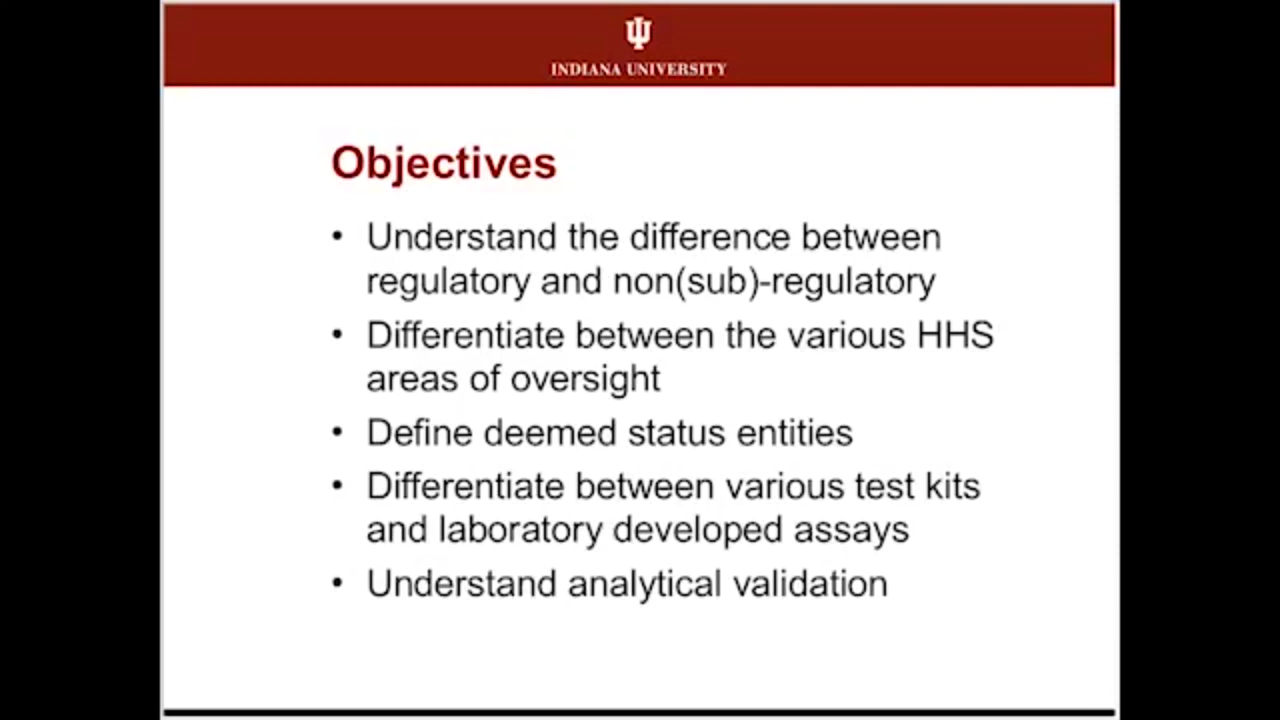 INDIANA UNIVERSITY
Objectives
• Understand the difference between
regulatory and non(sub)-regulatory
• Differentiate between the various HHS
areas of oversight
• Define deemed status entities
• Differentiate between various test kits
and laboratory developed assays
• Understand analytical validation